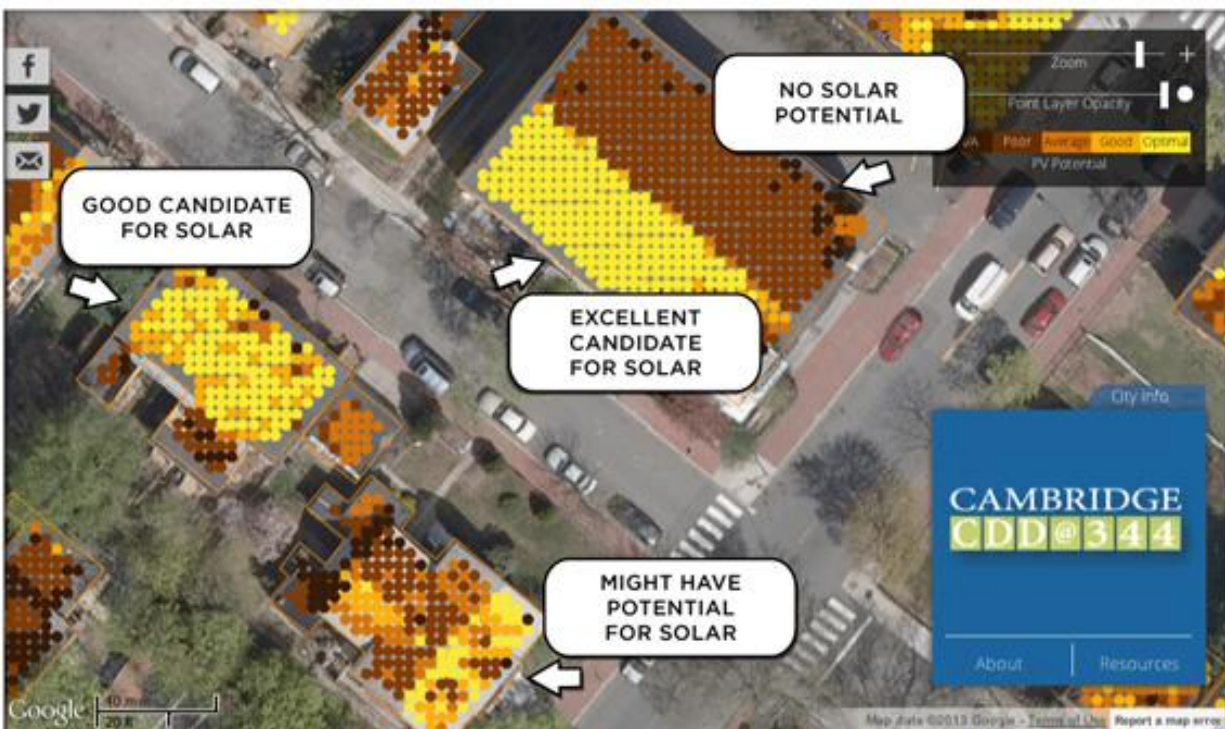 f
GOOD CANDIDATE
FOR SOLAR
NO SOLAR
POTENTIAL
Zoom
+
Point Layer Opacity
Poor Average Good Optimal
PV Potential
EXCELLENT
CANDIDATE
FOR SOLAR
City Info
CAMBRIDGE
CDD@344
About
Resources
MIGHT HAVE
POTENTIAL
FOR SOLAR
Google
40 m
20 ft
Map data ©2013 Google - Terms of Use Report a map error